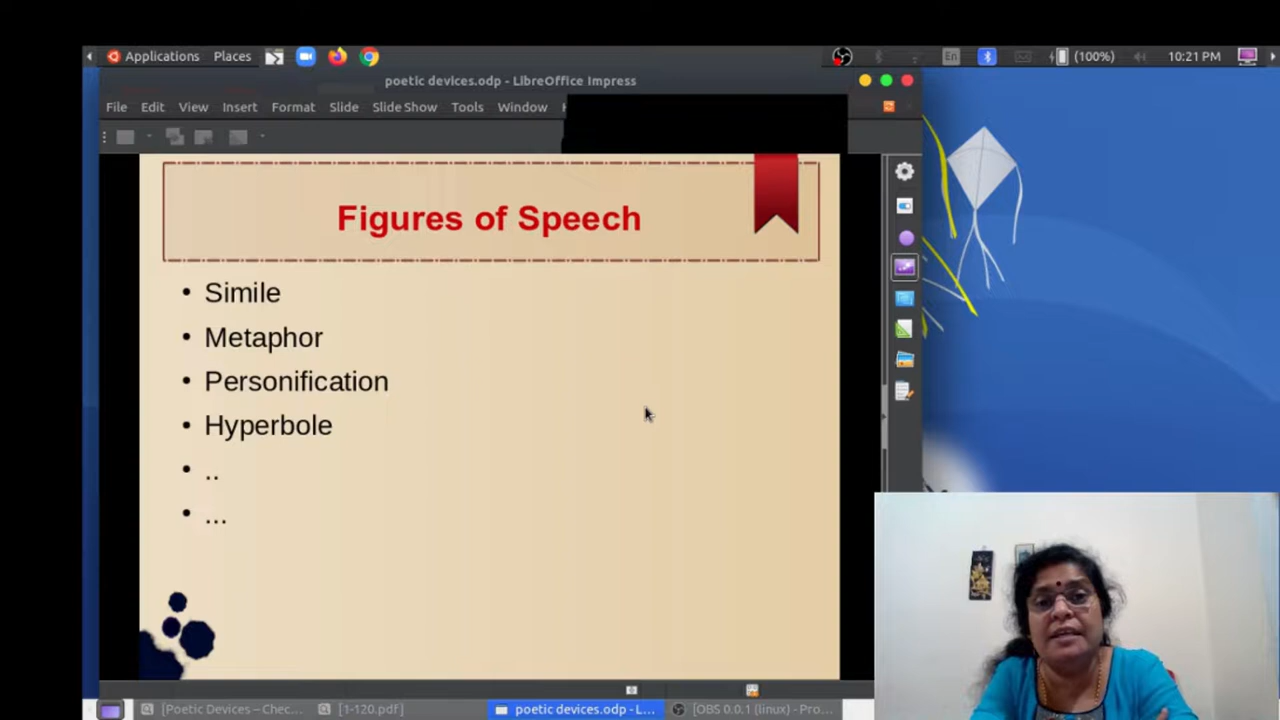 Applications Places En (100%) 10:21 PM
poetic devices.odp - LibreOffice Impress
File Edit View Insert Format Slide Slide Show Tools Window
Figures of Speech
• Simile
• Metaphor
• Personification
• Hyperbole
• ..
• ...
[Poetic Devices – Chec... [1-120.pdf] poetic devices.odp - L... [OBS 0.0.1 (linux) - Pro...